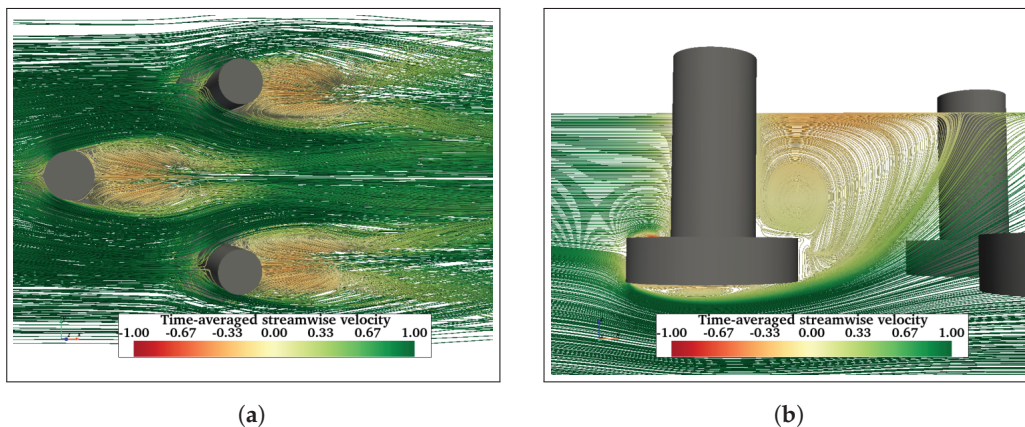 Time-averaged streamwise velocity
-1.00 -0.67 -0.33 0.00 0.33 0.67 1.00
Time-averaged streamwise velocity
-1.00 -0.67 -0.33 0.00 0.33 0.67 1.00
(a) (b)